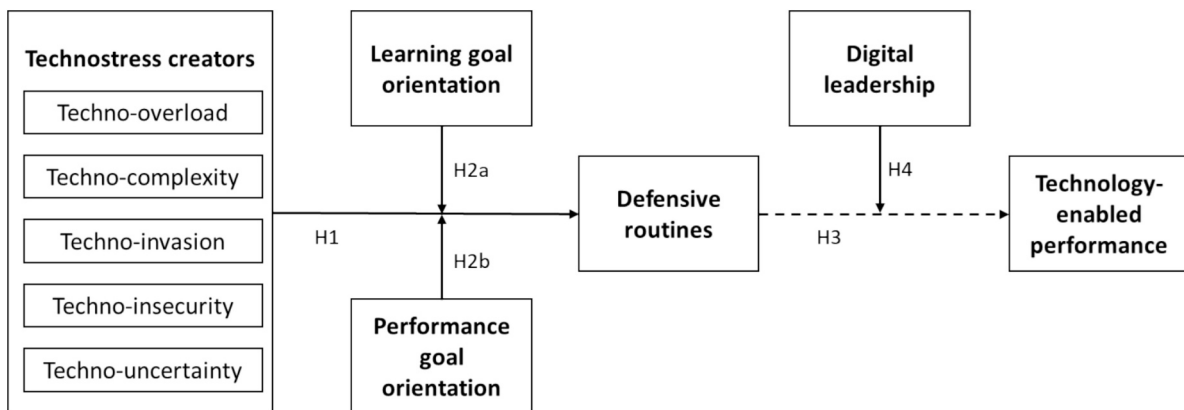 Technostress creators
Techno-overload
Techno-complexity
Techno-invasion
Techno-insecurity
Techno-uncertainty
H1
Learning goal
orientation
H2a
H2b
Performance
goal
orientation
Defensive
routines
H3
Digital
leadership
H4
Technology-
enabled
performance